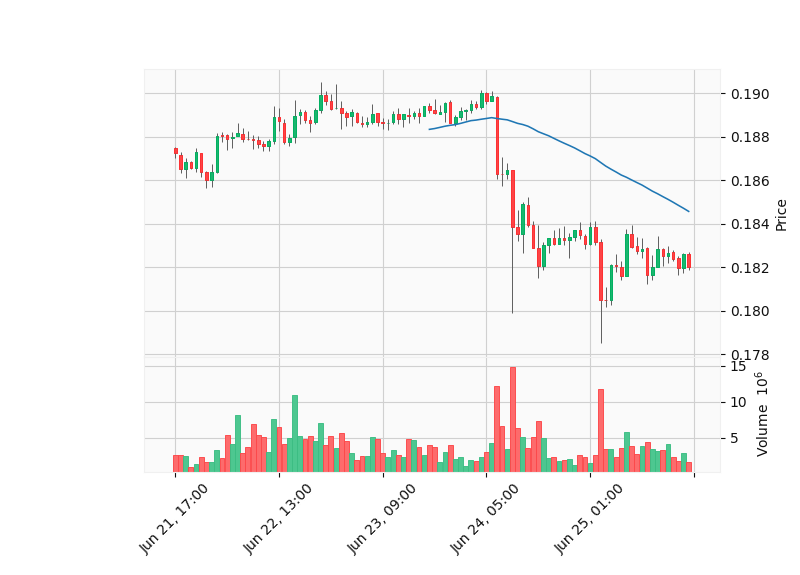 0.190
0.188
0.186
0.184
0.182
0.180
0.178
Price
15
10
5
Volume 10^6
Jun 21, 17:00
Jun 22, 13:00
Jun 23, 09:00
Jun 24, 05:00
Jun 25, 01:00